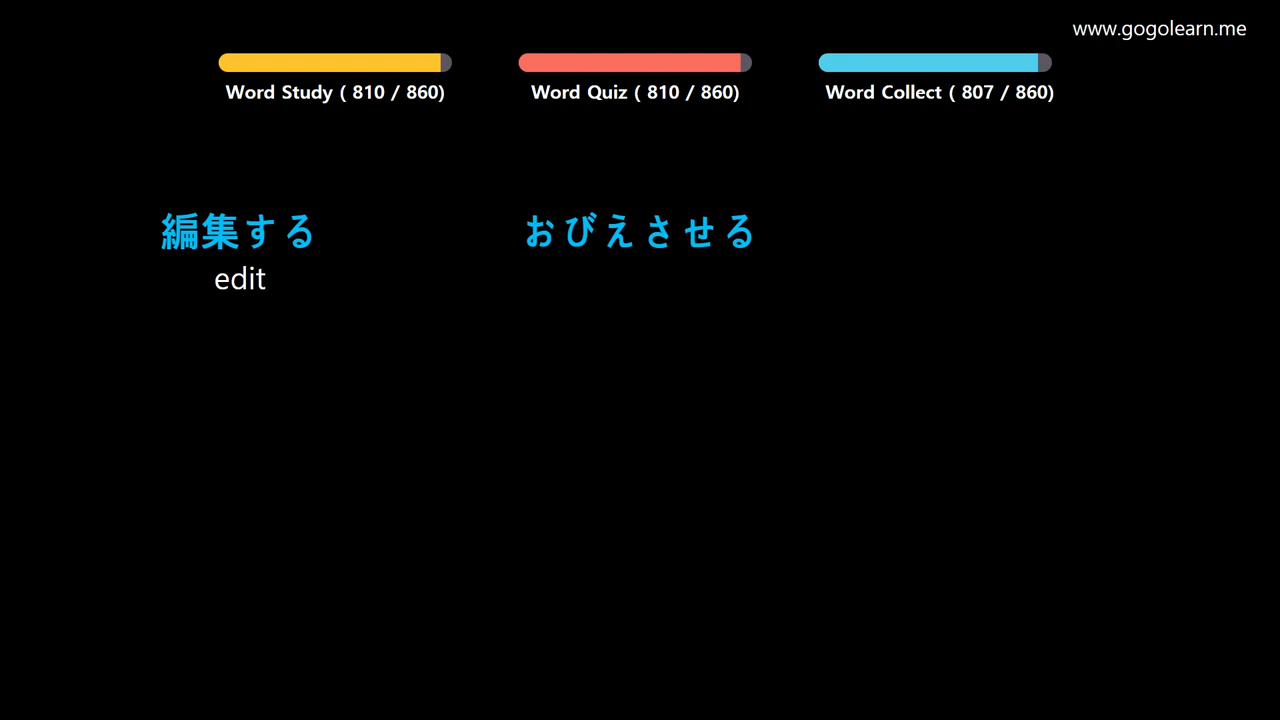 www.gogolearn.me
Word Study ( 810 / 860)
Word Quiz ( 810 / 860)
Word Collect ( 807 / 860)
編集する
edit
おびえさせる